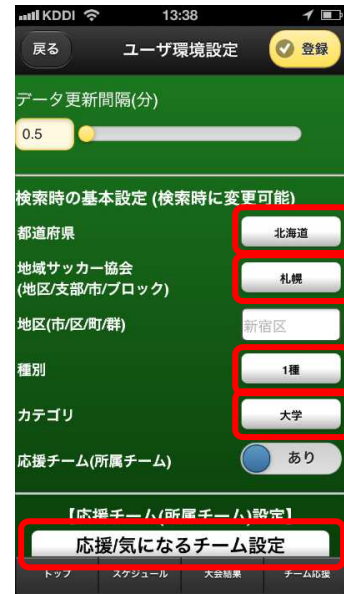 KDDI 13:38
戻る ユーザ環境設定 登録
データ更新間隔(分)
0.5
検索時の基本設定 (検索時に変更可能)
都道府県 北海道
地域サッカー協会 札幌
(地区/支部/市/ブロック)
地区(市/区/町/群) 新宿区
種別 1種
カテゴリ 大学
応援チーム(所属チーム) あり
【応援チーム(所属チーム)設定】
応援/気になるチーム設定
トップ スケジュール 大会結果 チーム応援